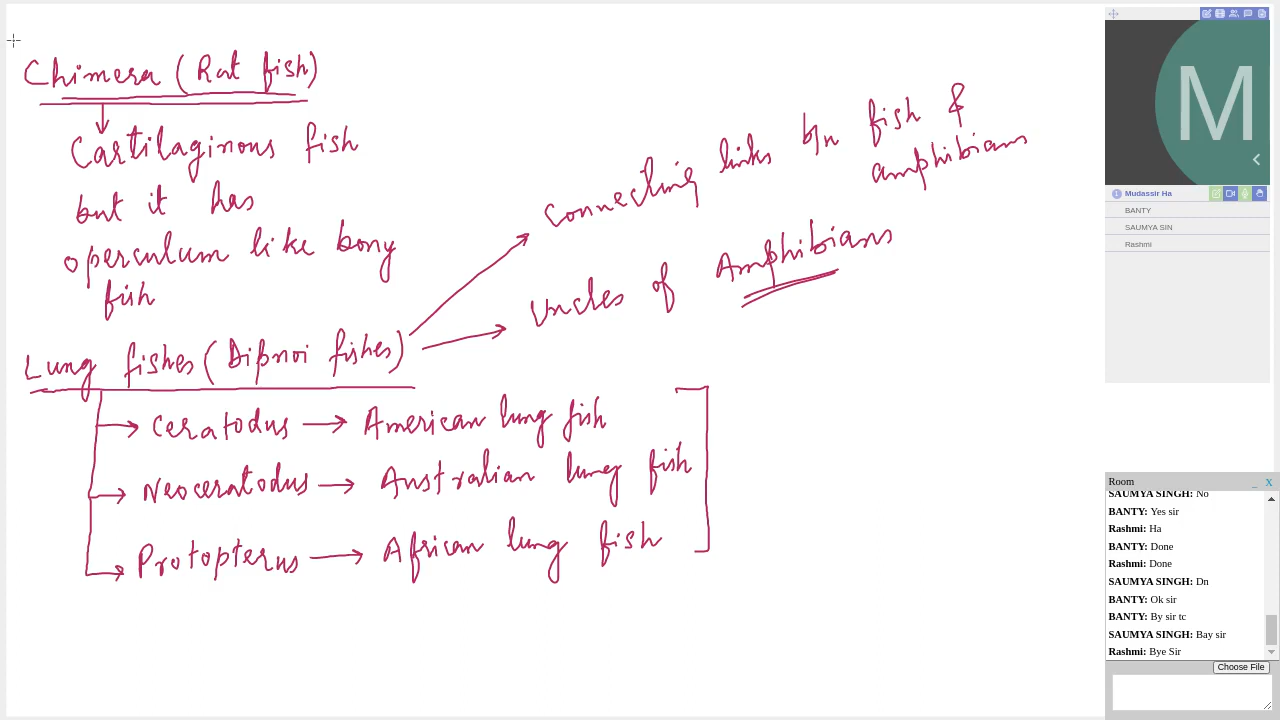 Chimera (Rat fish)
Cartilaginous fish
but it has
operculum like bony
fish
connecting links b/n fish &
amphibians
Uncles of Amphibians
Lung fishes (Dipnoi fishes)
Ceratodus → American lung fish
Neoceratodus → Australian lung fish
Protopterus → African lung fish
M
Mudassir Ha
BANTY
SAUMYA SIN
Rashmi
Room
_ X
SAUMYA SINGH: No
BANTY: Yes sir
Rashmi: Ha
BANTY: Done
Rashmi: Done
SAUMYA SINGH: Dn
BANTY: Ok sir
BANTY: By sir tc
SAUMYA SINGH: Bay sir
Rashmi: Bye Sir
Choose File